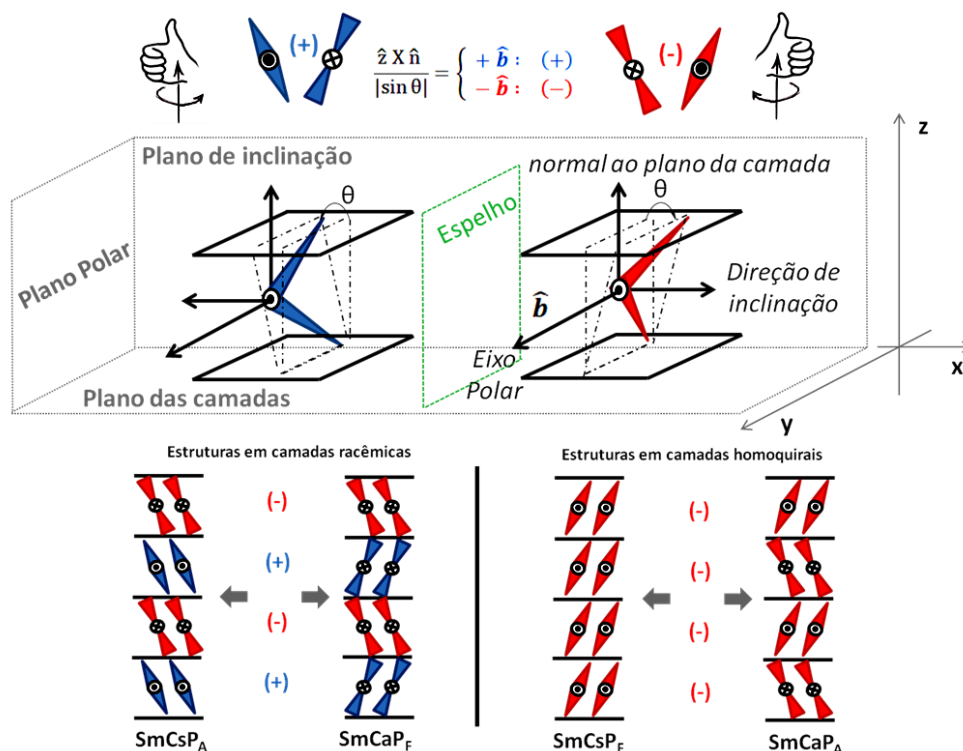 (+)
ẑ X n̂
|sin θ|
= { + b̂ : (+)
− b̂ : (−)
(-)
z
Plano de inclinação
normal ao plano da camada
θ
θ
Espelho
Plano Polar
Direção de
inclinação
b̂
Eixo
Polar
x
Plano das camadas
y
Estruturas em camadas racêmicas
Estruturas em camadas homoquirais
(-)
(-)
(+)
(-)
(-)
(-)
(+)
(-)
SmCsP_A
SmCaP_F
SmCsP_F
SmCaP_A